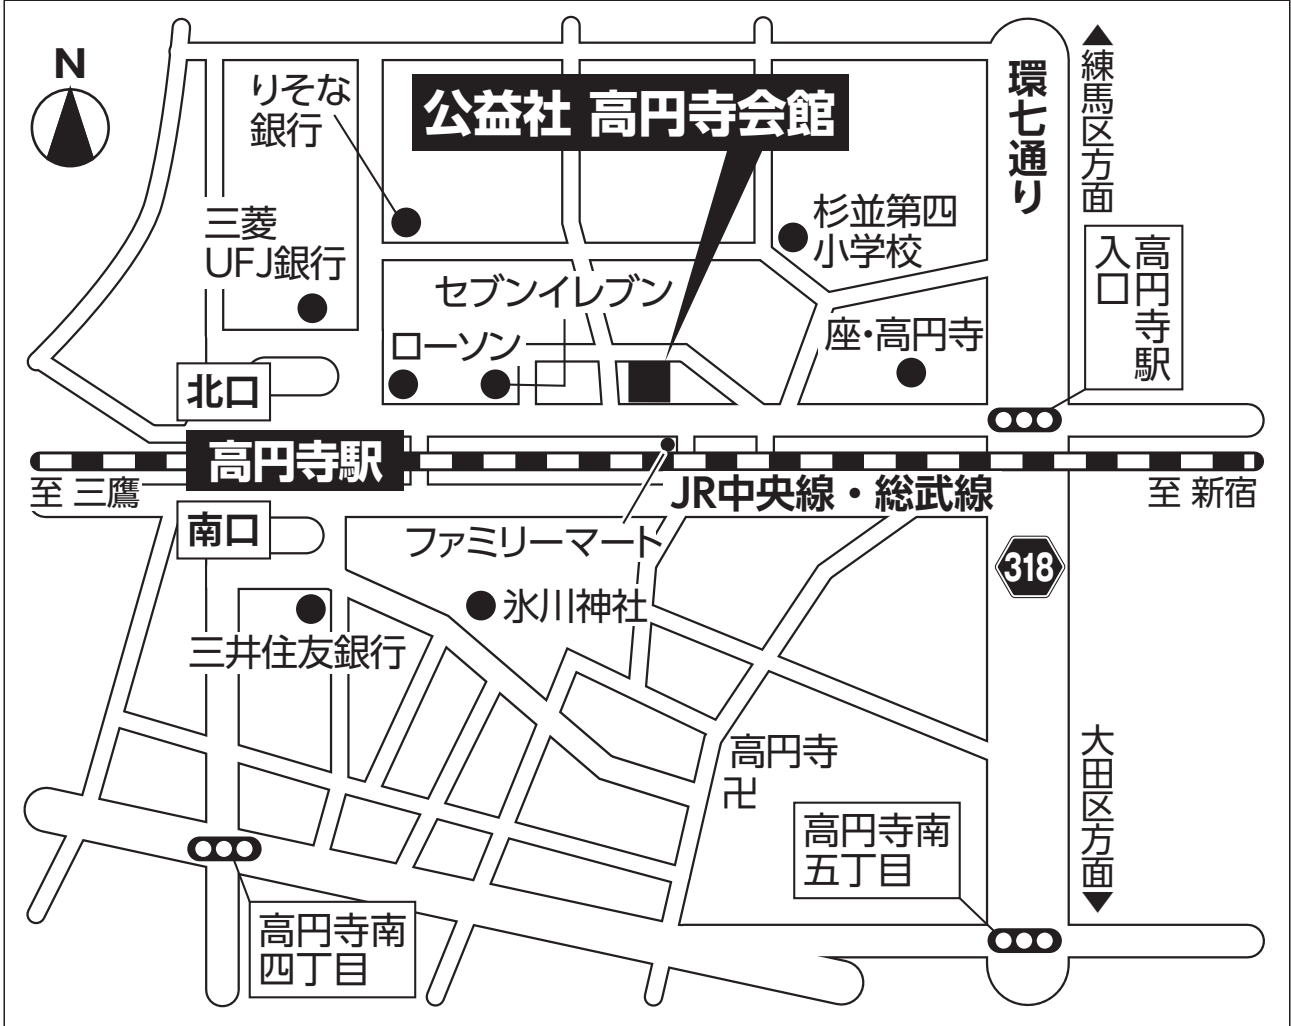 N
りそな
銀行
公益社 高円寺会館
環七通り
練馬区方面
三菱
UFJ銀行
杉並第四
小学校
高円寺駅
入口
セブンイレブン
ローソン
座・高円寺
北口
高円寺駅
至 三鷹
JR中央線・総武線
至 新宿
南口
ファミリーマート
318
氷川神社
三井住友銀行
高円寺
卍
大田区方面
高円寺南
五丁目
高円寺南
四丁目